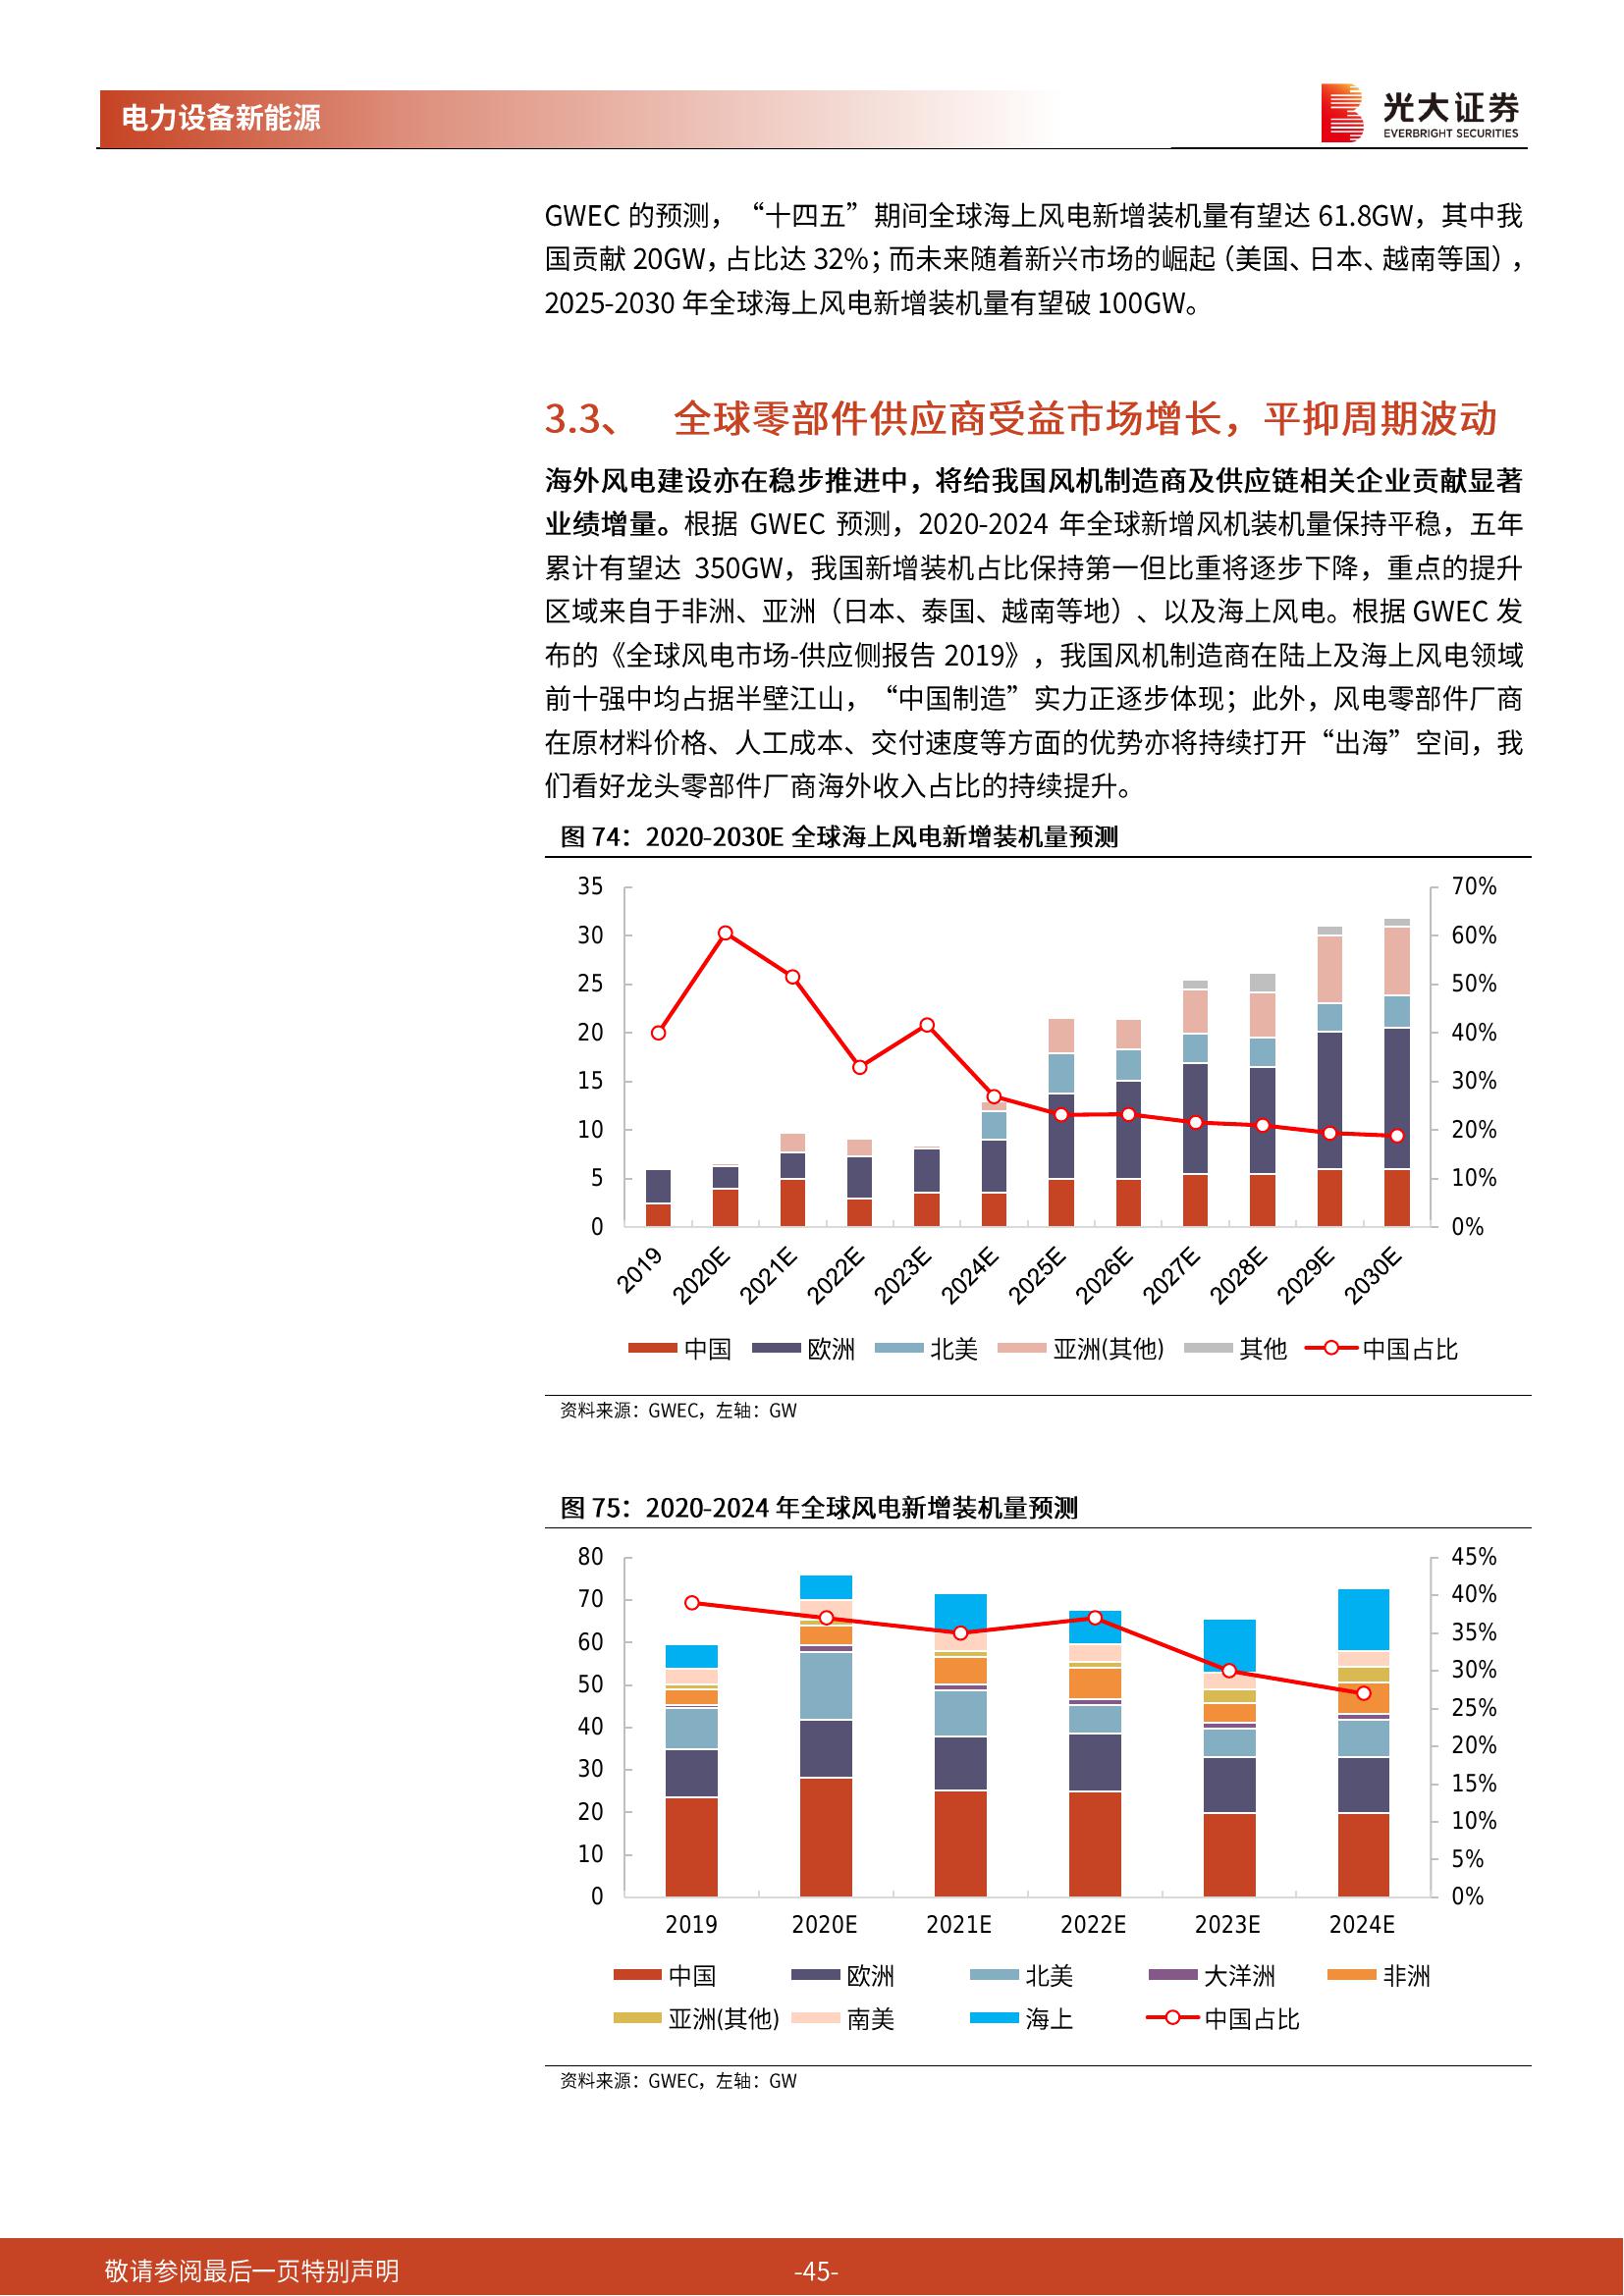 电力设备新能源
光大证券
EVERBRIGHT SECURITIES
GWEC 的预测，“十四五”期间全球海上风电新增装机量有望达 61.8GW，其中我
国贡献 20GW，占比达 32%；而未来随着新兴市场的崛起（美国、日本、越南等国），
2025-2030 年全球海上风电新增装机量有望破 100GW。
3.3、 全球零部件供应商受益市场增长，平抑周期波动
海外风电建设亦在稳步推进中，将给我国风机制造商及供应链相关企业贡献显著
业绩增量。根据 GWEC 预测，2020-2024 年全球新增风机装机量保持平稳，五年
累计有望达 350GW，我国新增装机占比保持第一但比重将逐步下降，重点的提升
区域来自于非洲、亚洲（日本、泰国、越南等地）、以及海上风电。根据 GWEC 发
布的《全球风电市场-供应侧报告 2019》，我国风机制造商在陆上及海上风电领域
前十强中均占据半壁江山，“中国制造”实力正逐步体现；此外，风电零部件厂商
在原材料价格、人工成本、交付速度等方面的优势亦将持续打开“出海”空间，我
们看好龙头零部件厂商海外收入占比的持续提升。
图 74：2020-2030E 全球海上风电新增装机量预测
35 70%
30 60%
25 50%
20 40%
15 30%
10 20%
5 10%
0 0%
2019 2020E 2021E 2022E 2023E 2024E 2025E 2026E 2027E 2028E 2029E 2030E
中国 欧洲 北美 亚洲(其他) 其他 中国占比
资料来源：GWEC，左轴：GW
图 75：2020-2024 年全球风电新增装机量预测
80 45%
70 40%
60 35%
50 30%
40 25%
30 20%
20 15%
10 10%
0 5%
0%
2019 2020E 2021E 2022E 2023E 2024E
中国 欧洲 北美 大洋洲 非洲
亚洲(其他) 南美 海上 中国占比
资料来源：GWEC，左轴：GW
敬请参阅最后一页特别声明 -45-